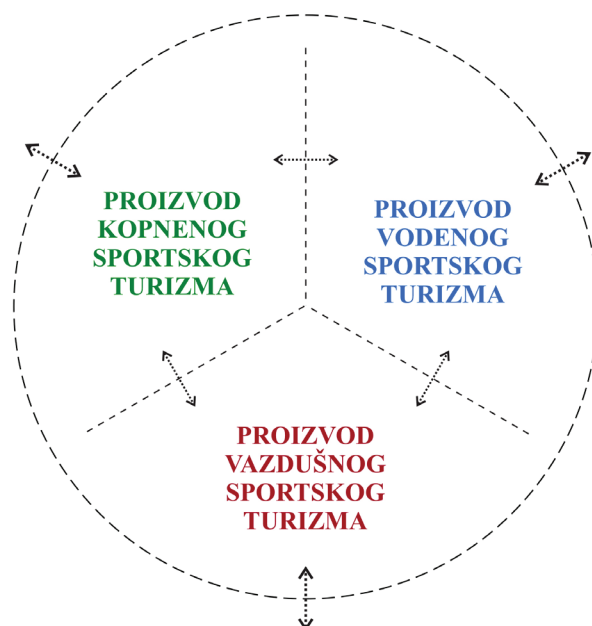 PROIZVOD
KOPNENOG
SPORTSKOG
TURIZMA
PROIZVOD
VODENOG
SPORTSKOG
TURIZMA
PROIZVOD
VAZDUŠNOG
SPORTSKOG
TURIZMA